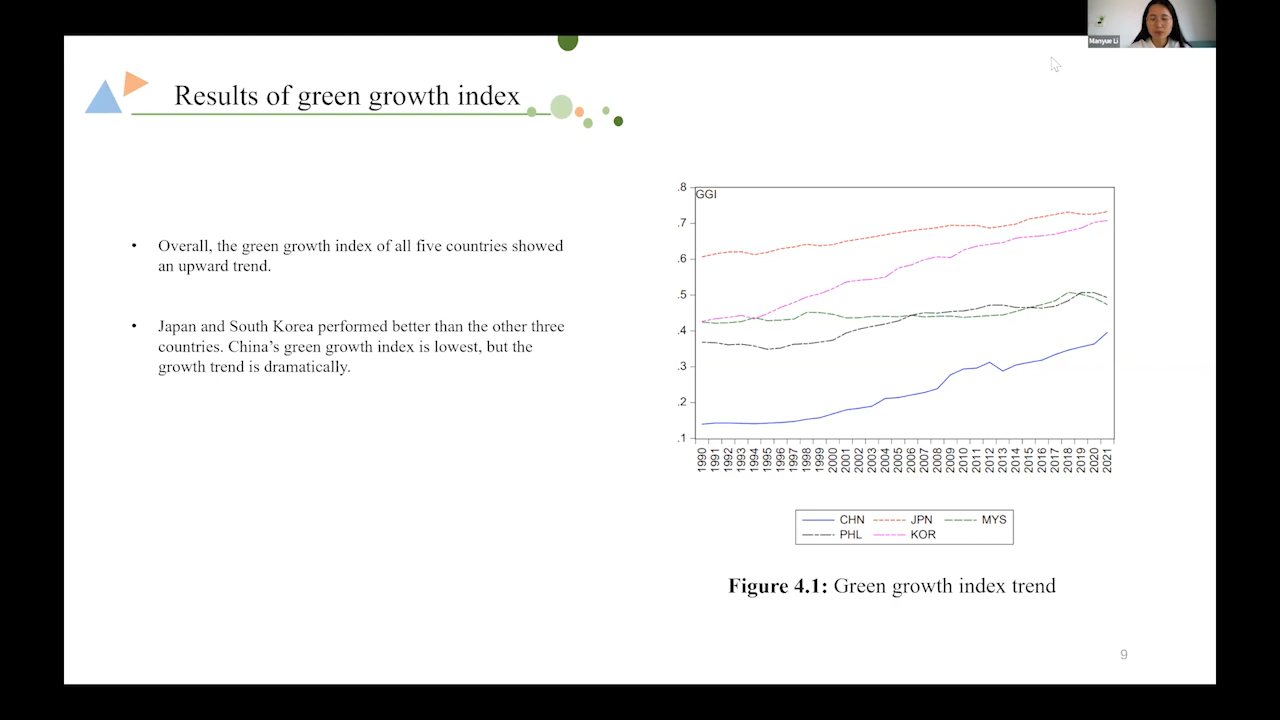 Manyue Li
Results of green growth index
• Overall, the green growth index of all five countries showed
an upward trend.
• Japan and South Korea performed better than the other three
countries. China’s green growth index is lowest, but the
growth trend is dramatically.
GGI
.8
.7
.6
.5
.4
.3
.2
.1
1990 1991 1992 1993 1994 1995 1996 1997 1998 1999 2000 2001 2002 2003 2004 2005 2006 2007 2008 2009 2010 2011 2012 2013 2014 2015 2016 2017 2018 2019 2020 2021
CHN JPN MYS
PHL KOR
Figure 4.1: Green growth index trend
9